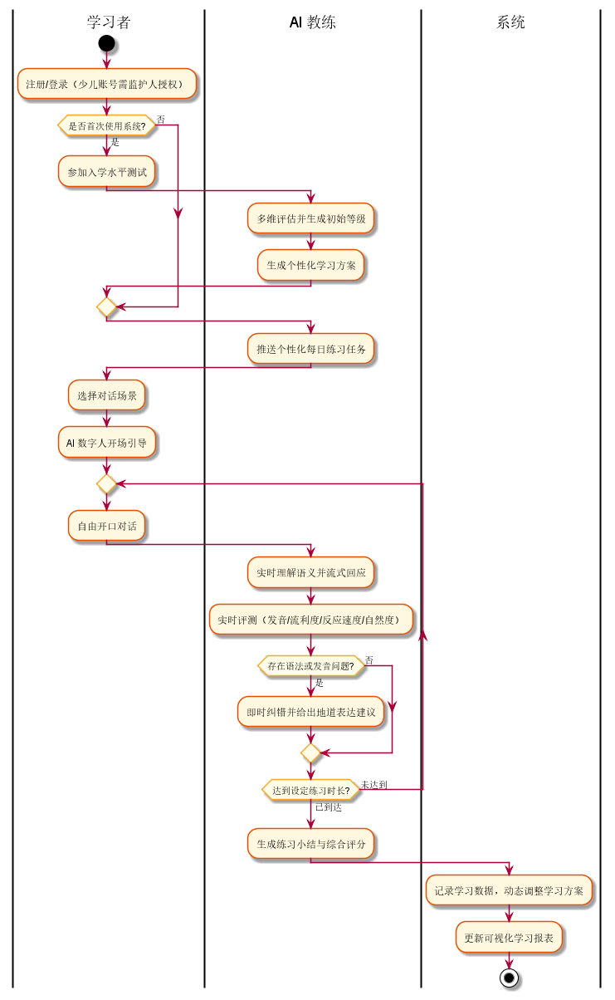 学习者
AI 教练
系统
注册/登录（少儿账号需监护人授权）
是否首次使用系统?
否
是
参加入学水平测试
多维评估并生成初始等级
生成个性化学习方案
推送个性化每日练习任务
选择对话场景
AI 数字人开场引导
自由开口对话
实时理解语义并流式回应
实时评测（发音/流利度/反应速度/自然度）
存在语法或发音问题?
否
是
即时纠错并给出地道表达建议
达到设定练习时长?
未达到
已到达
生成练习小结与综合评分
记录学习数据，动态调整学习方案
更新可视化学习报表